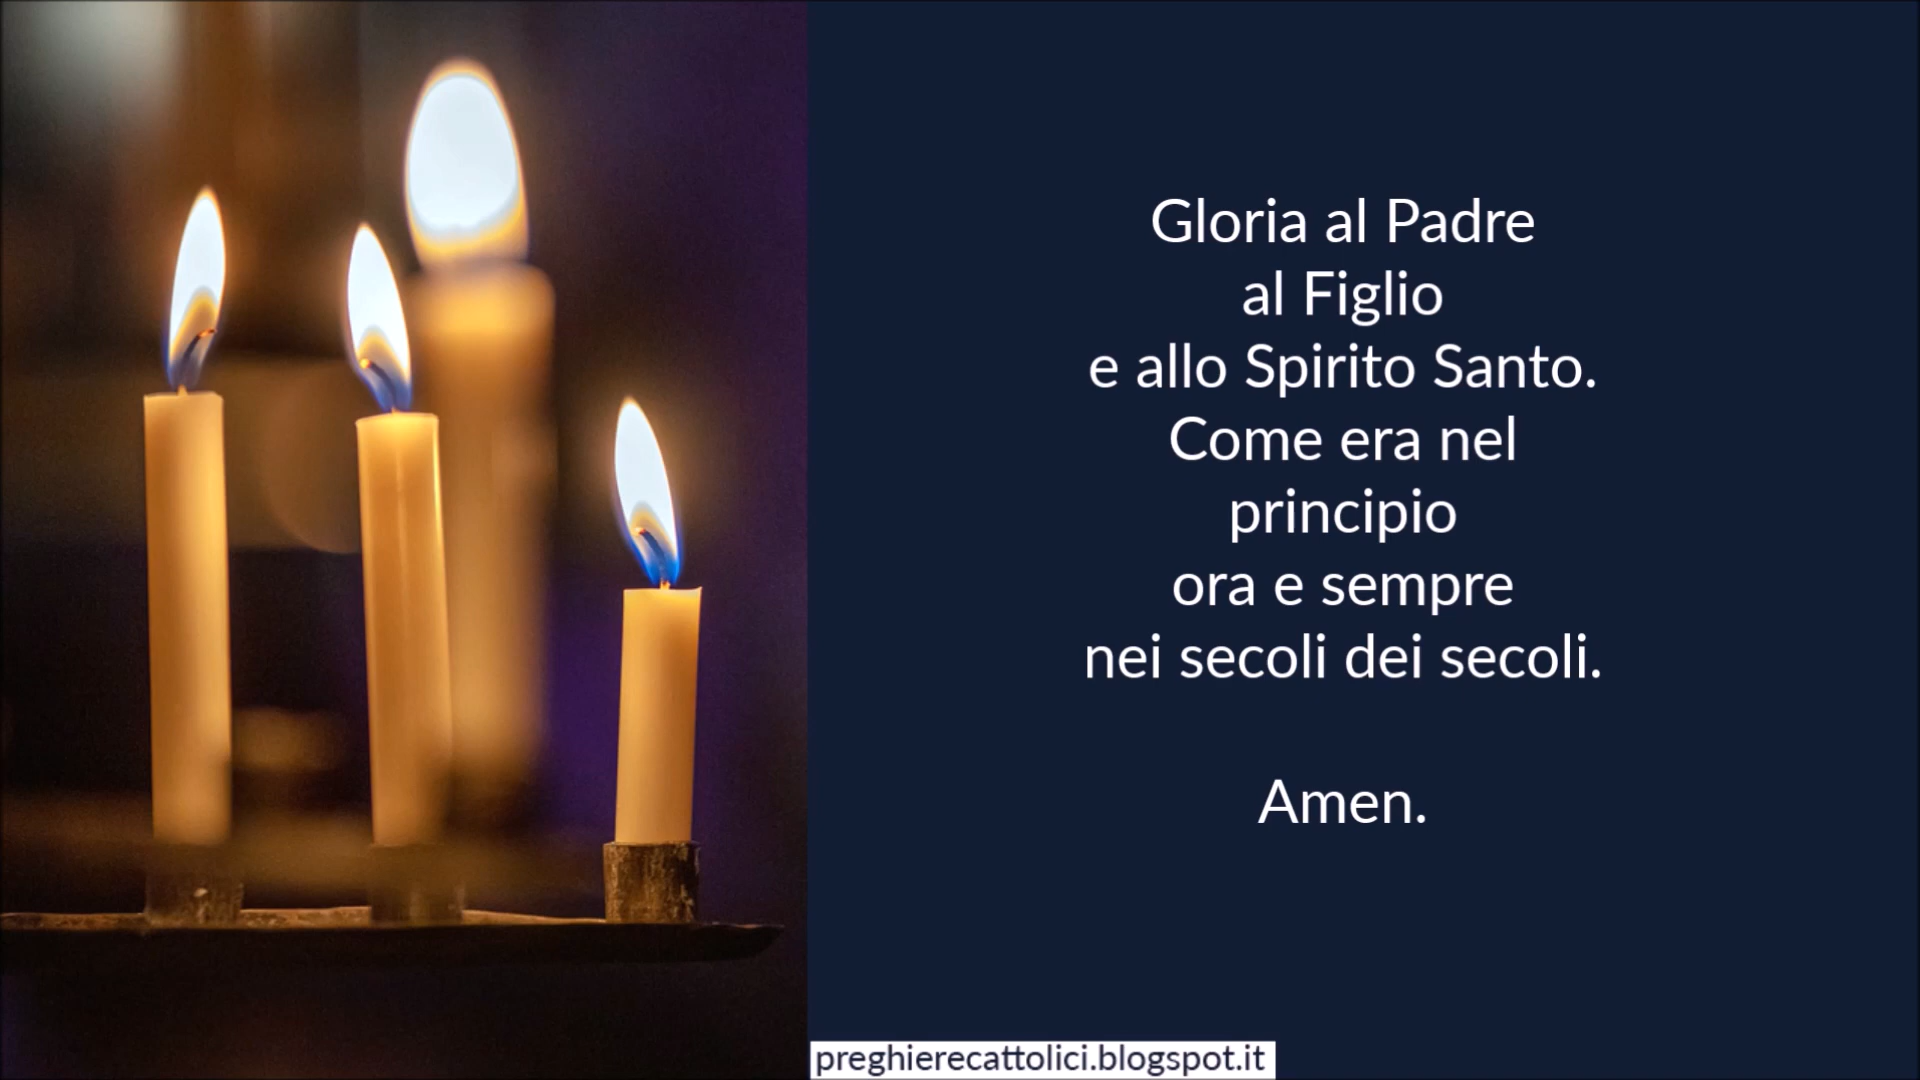 Gloria al Padre
al Figlio
e allo Spirito Santo.
Come era nel
principio
ora e sempre
nei secoli dei secoli.
Amen.
preghierecattolici.blogspot.it